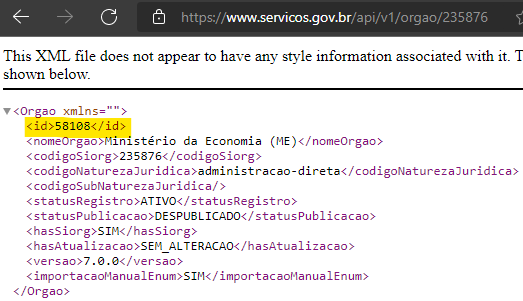 https://www.servicos.gov.br/api/v1/orgao/235876
This XML file does not appear to have any style information associated with it. T
shown below.
▼<Orgao xmlns="">
<id>58108</id>
<nomeOrgao>Ministério da Economia (ME)</nomeOrgao>
<codigoSiorg>235876</codigoSiorg>
<codigoNaturezaJuridica>administracao-direta</codigoNaturezaJuridica>
<codigoSubNaturezaJuridica/>
<statusRegistro>ATIVO</statusRegistro>
<statusPublicacao>DESPUBLICADO</statusPublicacao>
<hasSiorg>SIM</hasSiorg>
<hasAtualizacao>SEM_ALTERACAO</hasAtualizacao>
<versao>7.0.0</versao>
<importacaoManualEnum>SIM</importacaoManualEnum>
</Orgao>